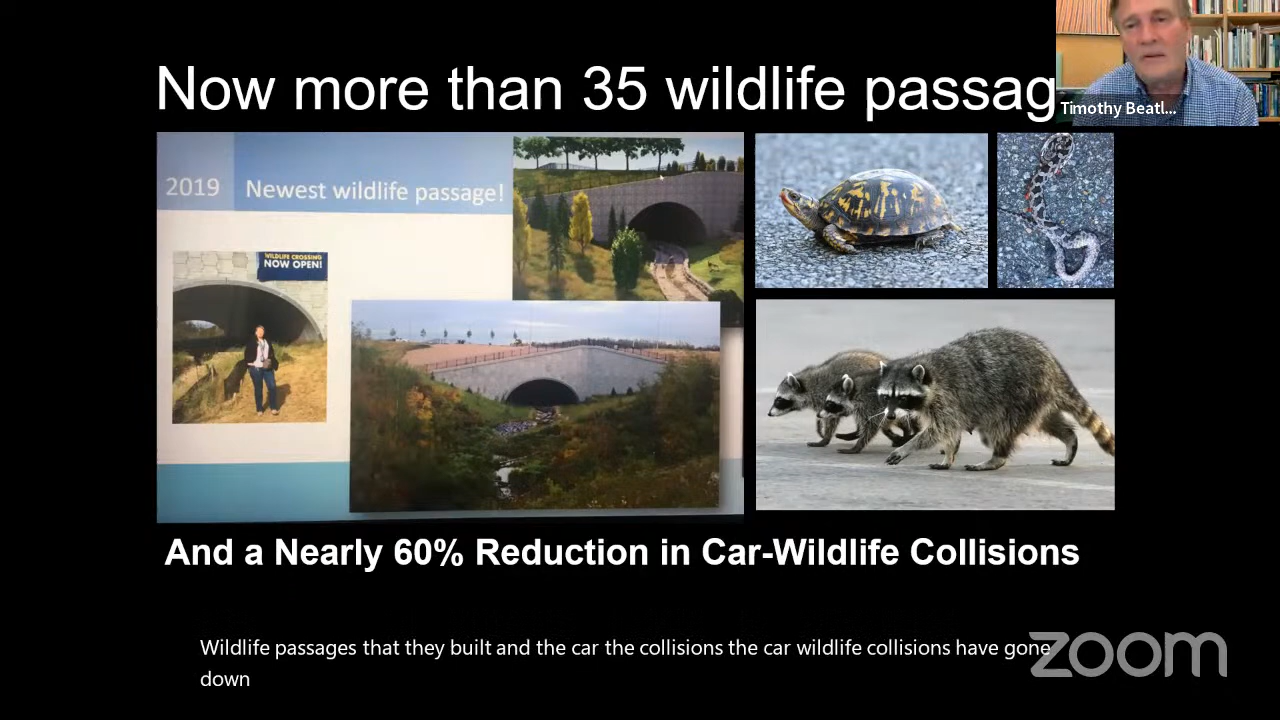 Now more than 35 wildlife passag
Timothy Beatl...
2019
Newest wildlife passage!
WILDLIFE CROSSING
NOW OPEN!
And a Nearly 60% Reduction in Car-Wildlife Collisions
Wildlife passages that they built and the car the collisions the car wildlife collisions have gone
down
zoom